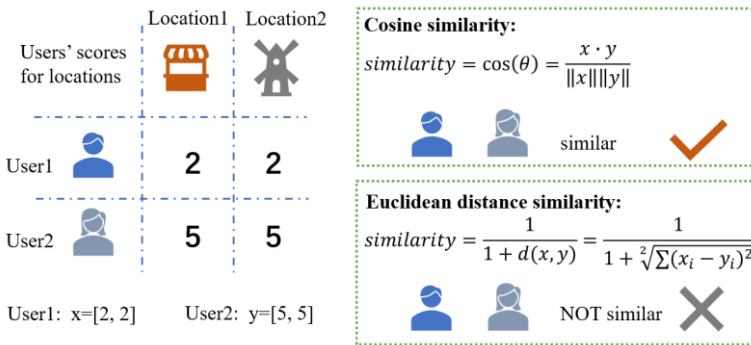 Location1 Location2
Users' scores
for locations
User1 2 2
User2 5 5
User1: x=[2, 2] User2: y=[5, 5]
Cosine similarity:
similarity = cos(θ) = x · y / ‖x‖‖y‖
similar
Euclidean distance similarity:
similarity = 1 / 1 + d(x, y) = 1 / 1 + ²√∑(xᵢ − yᵢ)²
NOT similar